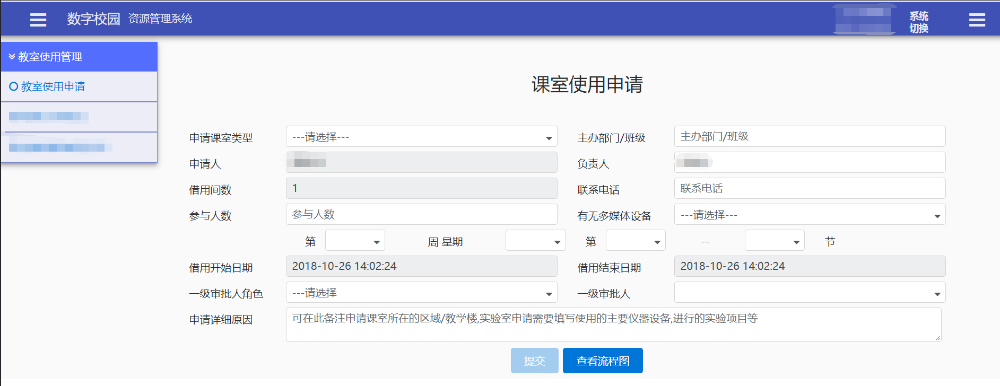 数字校园 资源管理系统
系统
切换
教室使用管理
教室使用申请
课室使用申请
申请课室类型 ---请选择--- 主办部门/班级 主办部门/班级
申请人 负责人
借用间数 1 联系电话 联系电话
参与人数 参与人数 有无多媒体设备 ---请选择---
第 周 星期 第 -- 节
借用开始日期 2018-10-26 14:02:24 借用结束日期 2018-10-26 14:02:24
一级审批人角色 ---请选择 一级审批人
申请详细原因 可在此备注申请课室所在的区域/教学楼,实验室申请需要填写使用的主要仪器设备,进行的实验项目等
提交 查看流程图